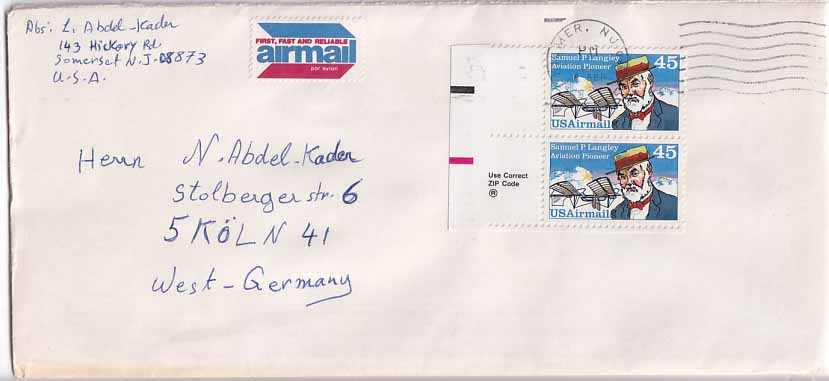 Abs: L. Abdel-Kader
143 Hickory Rd.
Somerset N.J. 08873
U.S.A.
FIRST, FAST AND RELIABLE
airmail
par avion
PM
Samuel P. Langley
Aviation Pioneer
45
USAirmail
Samuel P. Langley
Aviation Pioneer
45
USAirmail
Use Correct
ZIP Code
®
Herrn N. Abdel-Kader
Stolbergerstr. 6
5 KÖLN 41
West-Germany